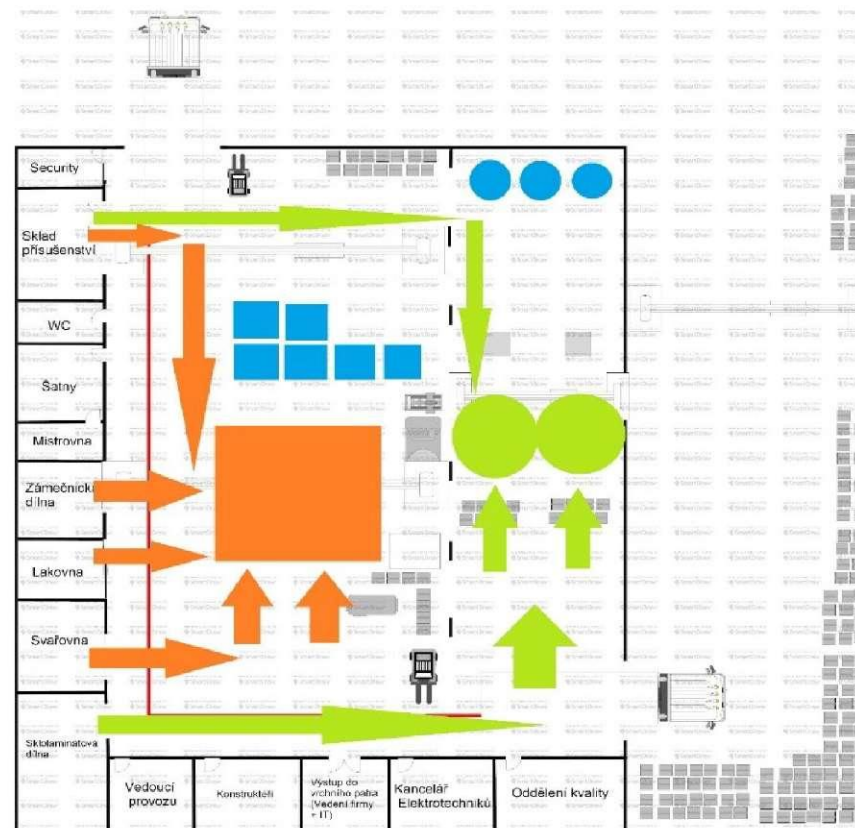 Security
Sklad
příslušenství
WC
Šatny
Mistrovna
Zámečnická
dílna
Lakovna
Svařovna
Sklolaminátová
dílna
Vedoucí
provozu
Konstruktéři
Výstup do
vrchního patra
(Vedení firmy
+ IT)
Kancelář
Elektrotechniků
Oddělení kvality